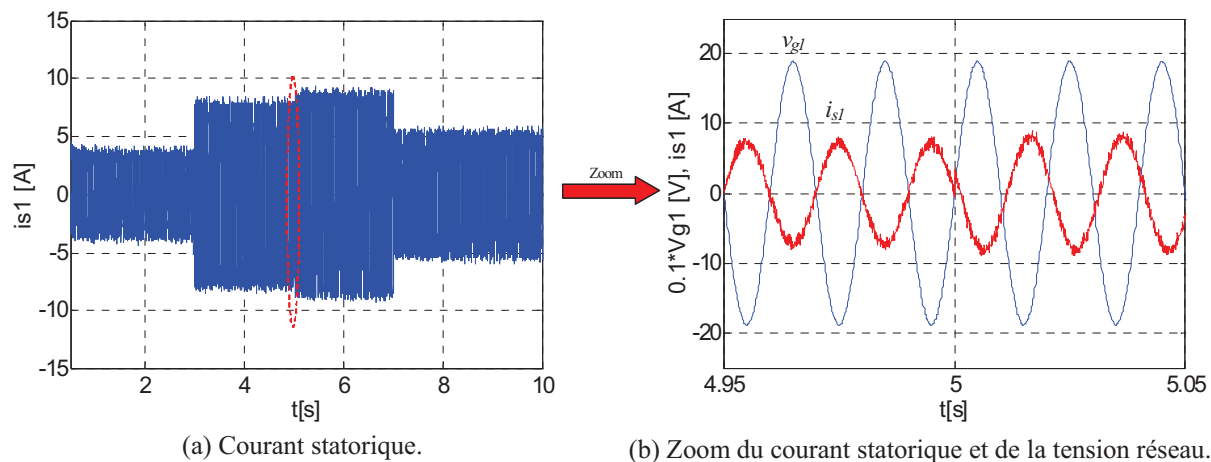 15
10
5
0
-5
-10
-15
is1 [A]
2
4
6
8
10
t[s]
(a) Courant statorique.
Zoom
20
10
0
-10
-20
0.1*Vg1 [V], is1 [A]
vg1
is1
4.95
5
5.05
t[s]
(b) Zoom du courant statorique et de la tension réseau.